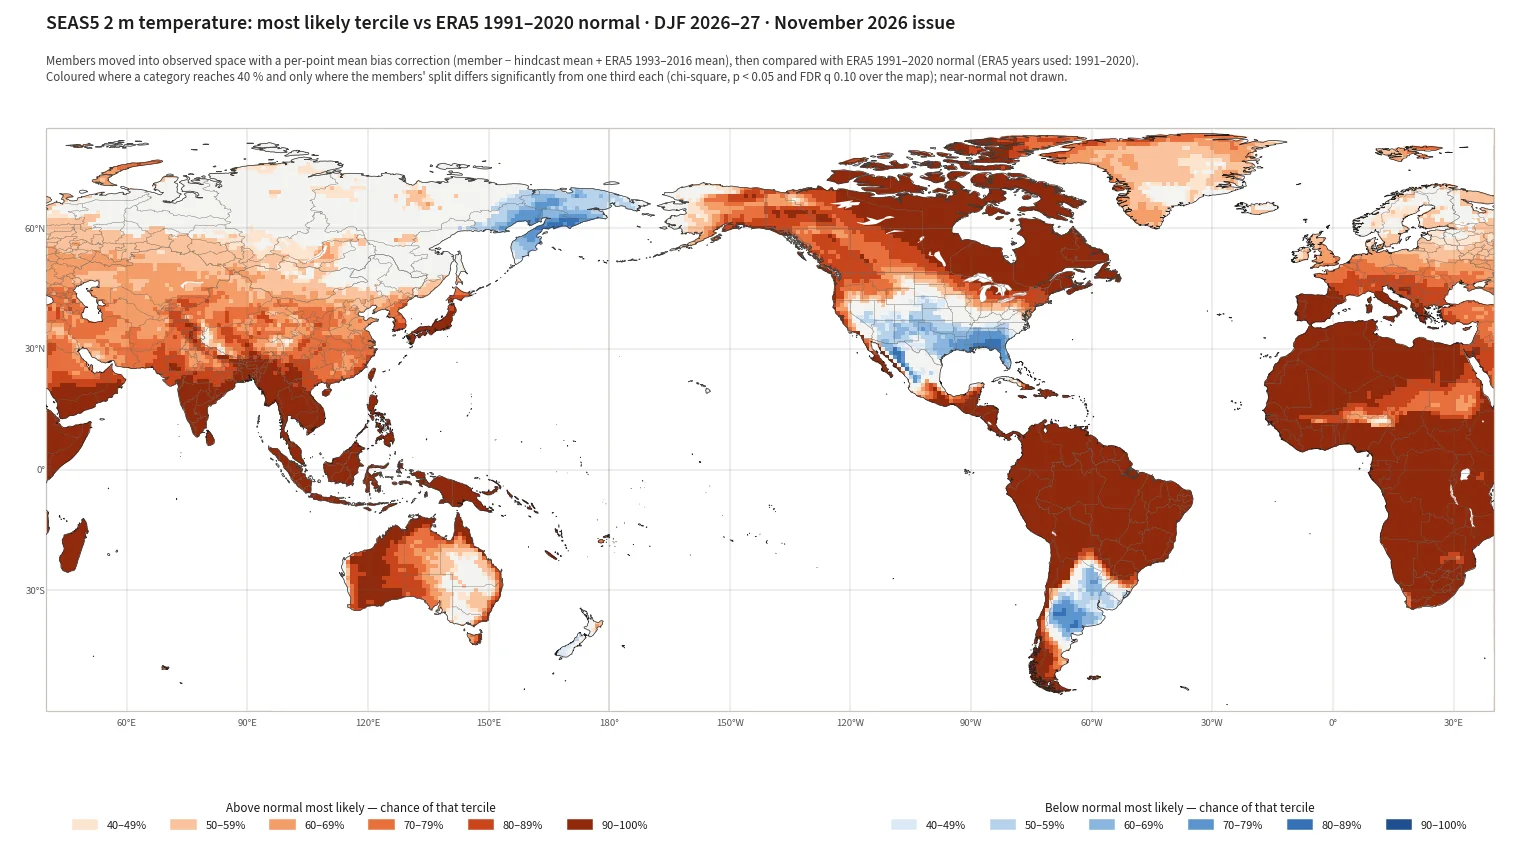 SEAS5 2 m temperature: most likely tercile vs ERA5 1991–2020 normal · DJF 2026–27 · November 2026 issue
Members moved into observed space with a per-point mean bias correction (member − hindcast mean + ERA5 1993–2016 mean), then compared with ERA5 1991–2020 normal (ERA5 years used: 1991–2020).
Coloured where a category reaches 40 % and only where the members' split differs significantly from one third each (chi-square, p < 0.05 and FDR q 0.10 over the map); near-normal not drawn.
60°N
30°N
0°
30°S
60°E 90°E 120°E 150°E 180° 150°W 120°W 90°W 60°W 30°W 0° 30°E
Above normal most likely — chance of that tercile
40–49% 50–59% 60–69% 70–79% 80–89% 90–100%
Below normal most likely — chance of that tercile
40–49% 50–59% 60–69% 70–79% 80–89% 90–100%